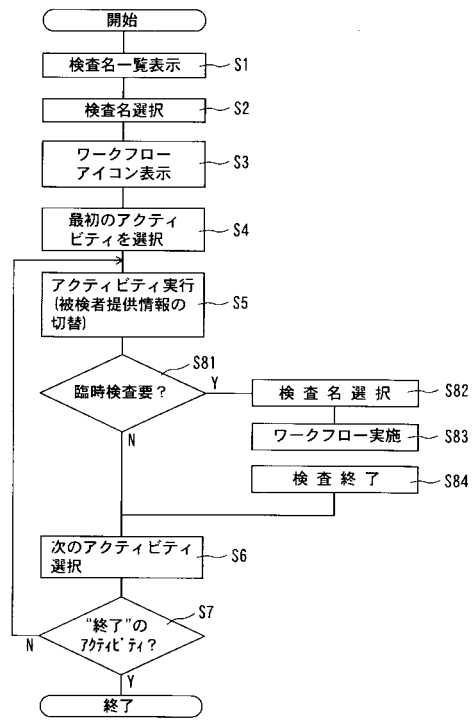 開始
検査名一覧表示
S1
検査名選択
S2
ワークフロー
アイコン表示
S3
最初のアクティ
ビティを選択
S4
アクティビティ実行
(被検者提供情報の
切替)
S5
臨時検査要?
S81
Y
N
検査名選択
S82
ワークフロー実施
S83
検査終了
S84
次のアクティビティ
選択
S6
“終了”の
アクティビティ?
S7
N
Y
終了